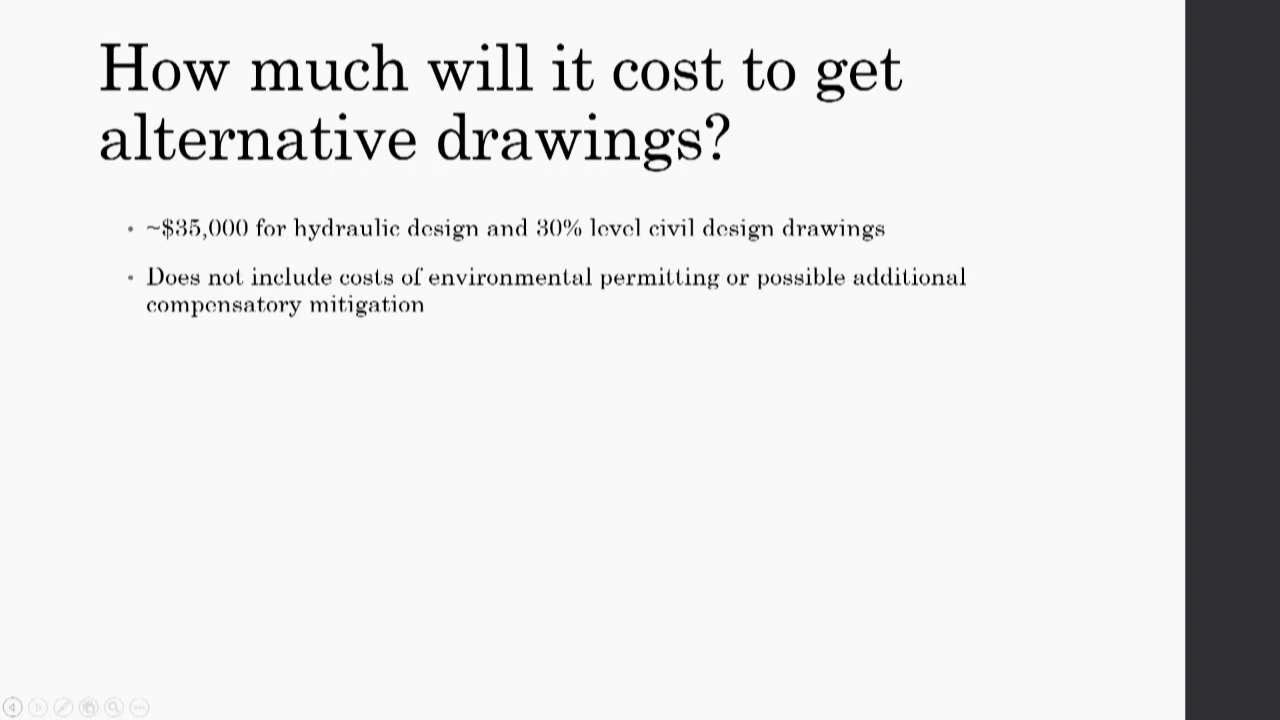 How much will it cost to get
alternative drawings?
• ~$35,000 for hydraulic design and 30% level civil design drawings
• Does not include costs of environmental permitting or possible additional
compensatory mitigation